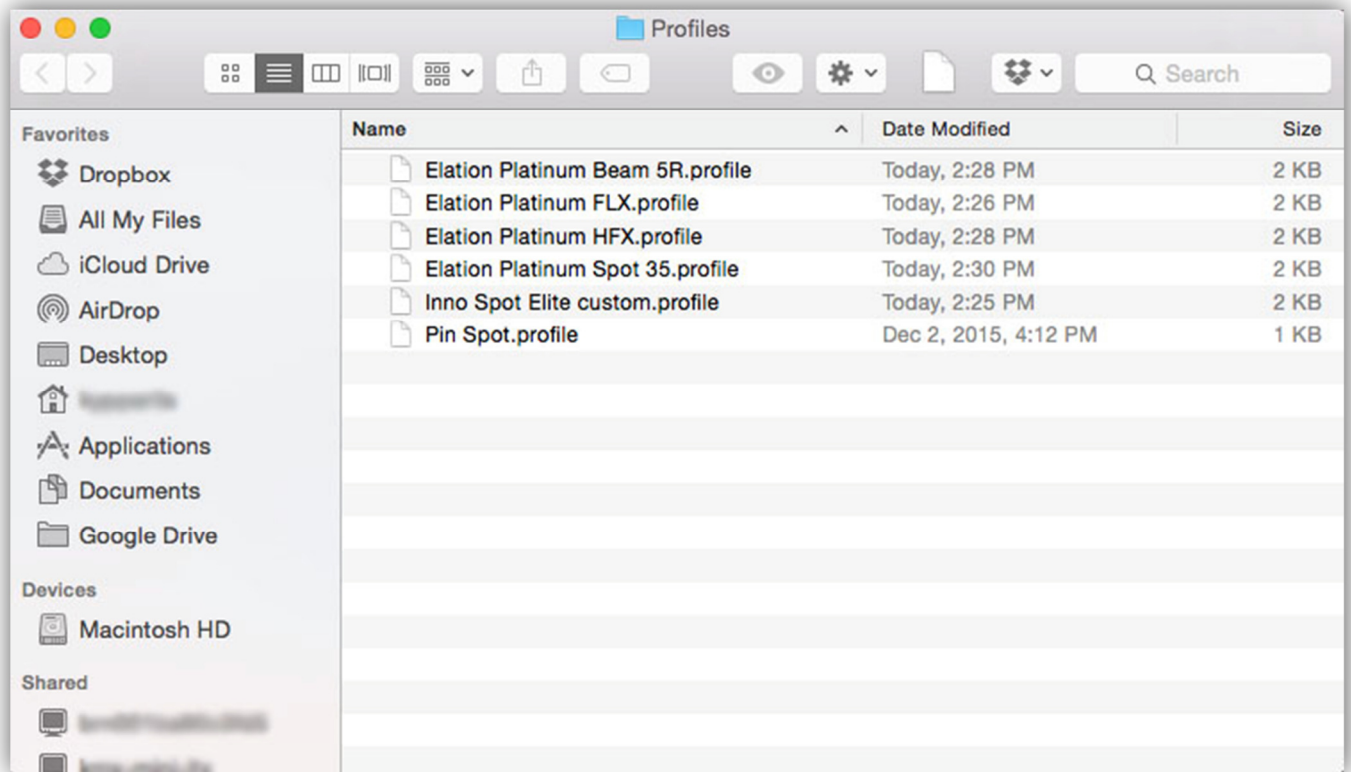 Profiles
Search
Favorites
Dropbox
All My Files
iCloud Drive
AirDrop
Desktop
Applications
Documents
Google Drive
Devices
Macintosh HD
Shared
Name Date Modified Size
Elation Platinum Beam 5R.profile Today, 2:28 PM 2 KB
Elation Platinum FLX.profile Today, 2:26 PM 2 KB
Elation Platinum HFX.profile Today, 2:28 PM 2 KB
Elation Platinum Spot 35.profile Today, 2:30 PM 2 KB
Inno Spot Elite custom.profile Today, 2:25 PM 2 KB
Pin Spot.profile Dec 2, 2015, 4:12 PM 1 KB